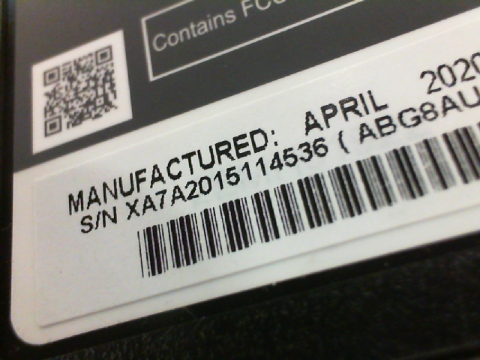 Contains FC
MANUFACTURED: APRIL 2020
S/N XA7A2015114536 ( ABG8AU